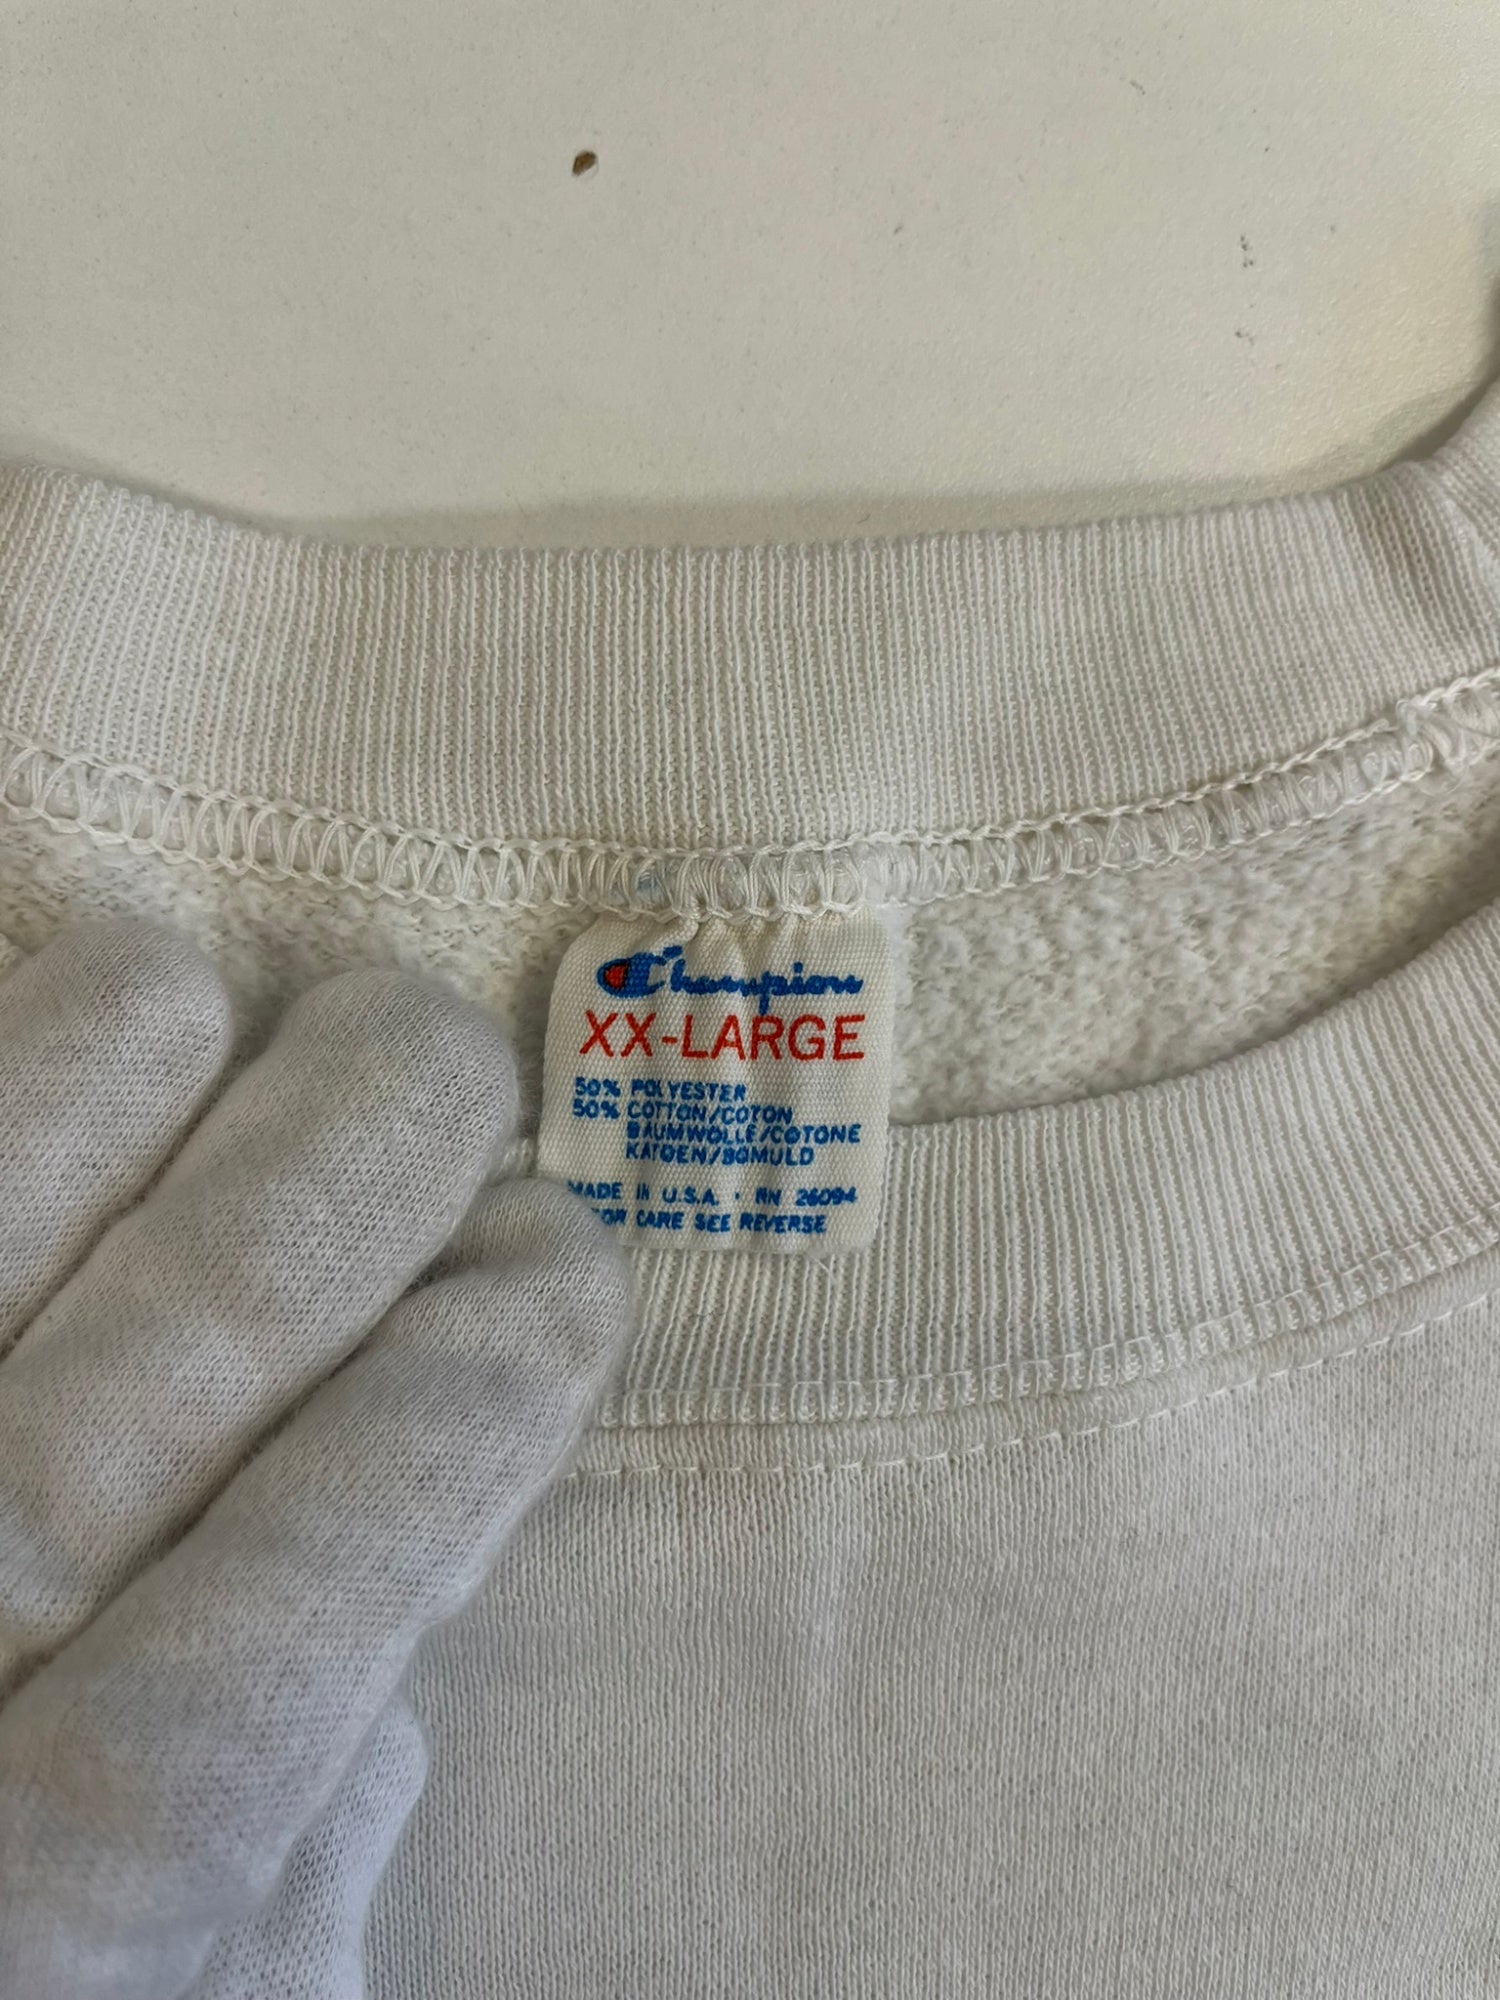 Champion
XX-LARGE
50% POLYESTER
50% COTTON/COTON
BAUMWOLLE/COTONE
KATOEN/BOMULD
MADE IN U.S.A. • RN 26094
FOR CARE SEE REVERSE